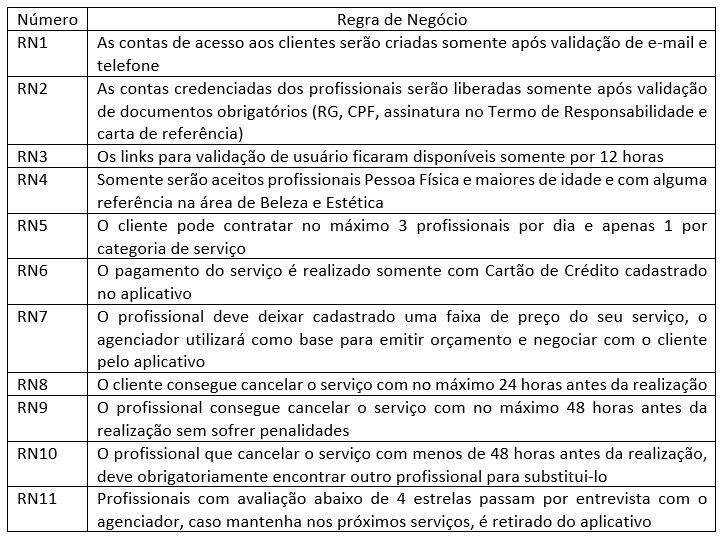 Número Regra de Negócio
RN1 As contas de acesso aos clientes serão criadas somente após validação de e-mail e
telefone
RN2 As contas credenciadas dos profissionais serão liberadas somente após validação
de documentos obrigatórios (RG, CPF, assinatura no Termo de Responsabilidade e
carta de referência)
RN3 Os links para validação de usuário ficaram disponíveis somente por 12 horas
RN4 Somente serão aceitos profissionais Pessoa Física e maiores de idade e com alguma
referência na área de Beleza e Estética
RN5 O cliente pode contratar no máximo 3 profissionais por dia e apenas 1 por
categoria de serviço
RN6 O pagamento do serviço é realizado somente com Cartão de Crédito cadastrado
no aplicativo
RN7 O profissional deve deixar cadastrado uma faixa de preço do seu serviço, o
agenciador utilizará como base para emitir orçamento e negociar com o cliente
pelo aplicativo
RN8 O cliente consegue cancelar o serviço com no máximo 24 horas antes da realização
RN9 O profissional consegue cancelar o serviço com no máximo 48 horas antes da
realização sem sofrer penalidades
RN10 O profissional que cancelar o serviço com menos de 48 horas antes da realização,
deve obrigatoriamente encontrar outro profissional para substitui-lo
RN11 Profissionais com avaliação abaixo de 4 estrelas passam por entrevista com o
agenciador, caso mantenha nos próximos serviços, é retirado do aplicativo